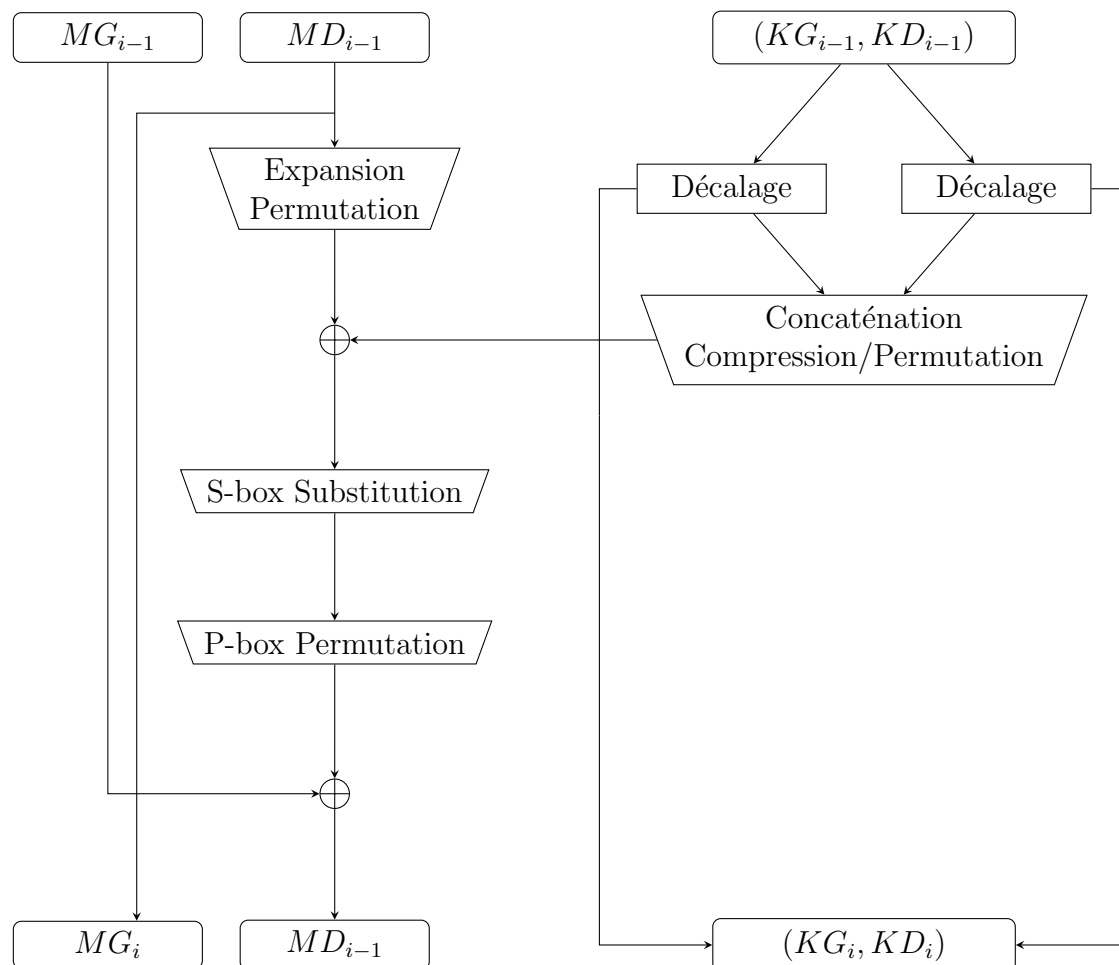 MG_{i−1}
MD_{i−1}
(KG_{i−1}, KD_{i−1})
Expansion
Permutation
Décalage
Décalage
Concaténation
Compression/Permutation
S-box Substitution
P-box Permutation
MG_i
MD_{i−1}
(KG_i, KD_i)